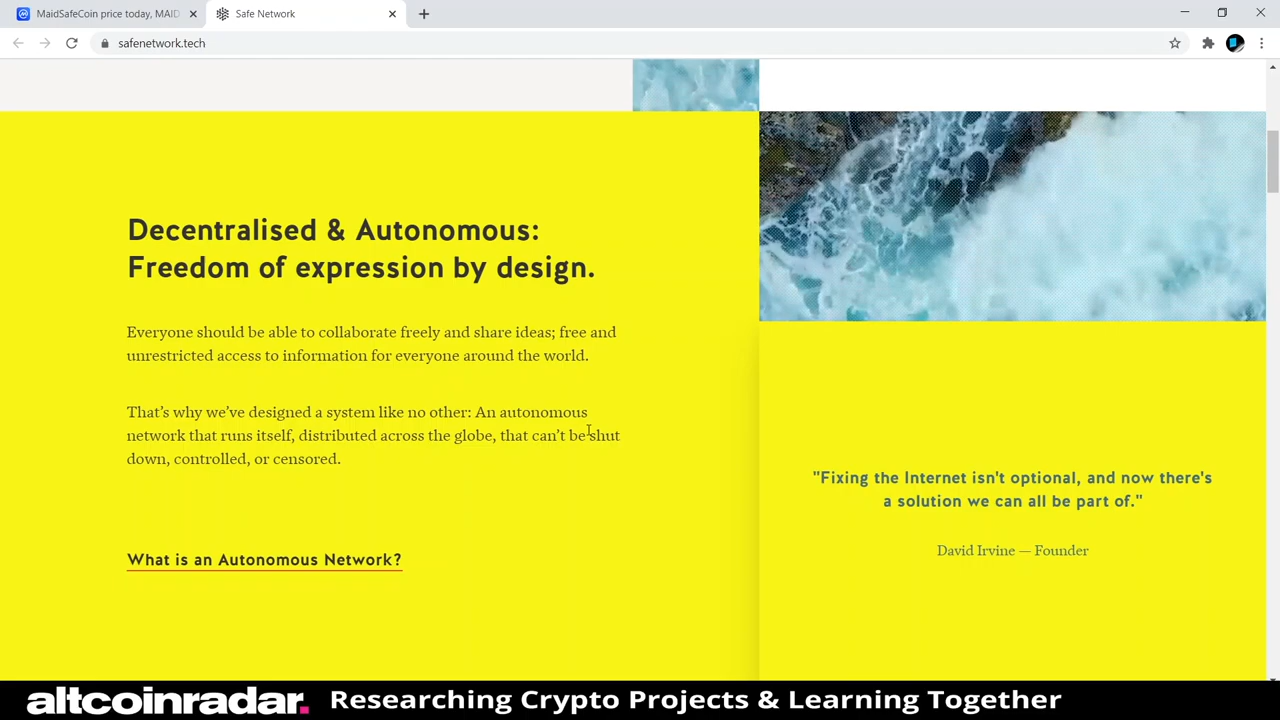 MaidSafeCoin price today, MAID
Safe Network
safenetwork.tech
Decentralised & Autonomous:
Freedom of expression by design.
Everyone should be able to collaborate freely and share ideas; free and
unrestricted access to information for everyone around the world.
That’s why we’ve designed a system like no other: An autonomous
network that runs itself, distributed across the globe, that can’t be shut
down, controlled, or censored.
What is an Autonomous Network?
"Fixing the Internet isn't optional, and now there's
a solution we can all be part of."
David Irvine — Founder
altcoinradar. Researching Crypto Projects & Learning Together